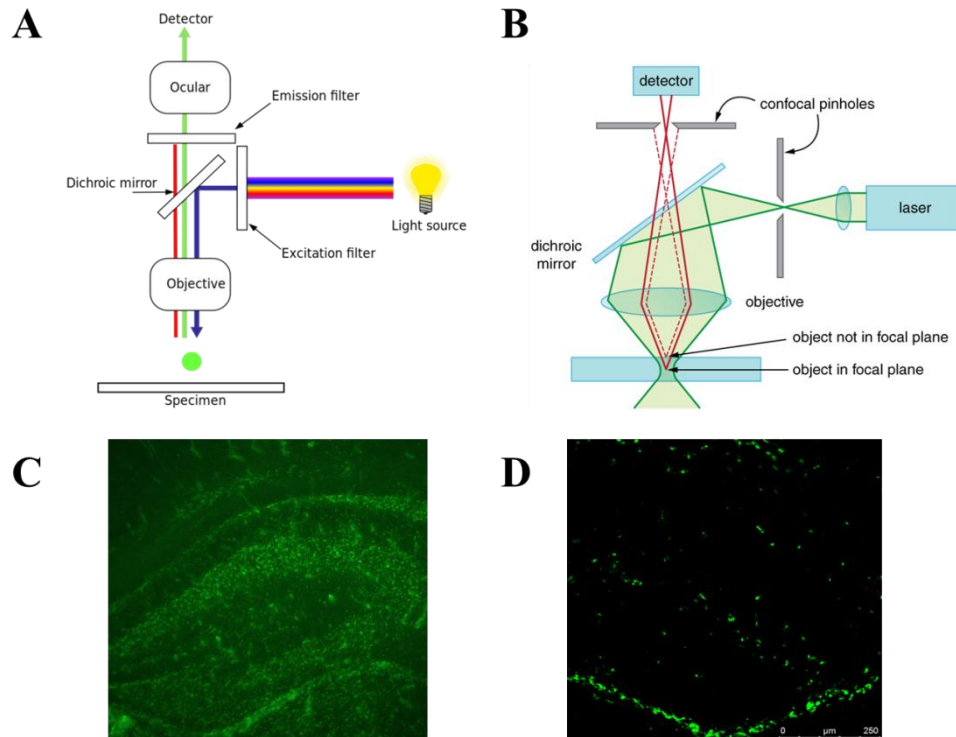 A
Detector
Ocular
Emission filter
Dichroic mirror
Light source
Excitation filter
Objective
Specimen
B
detector
confocal pinholes
laser
dichroic
mirror
objective
object not in focal plane
object in focal plane
C
D
0 µm 250